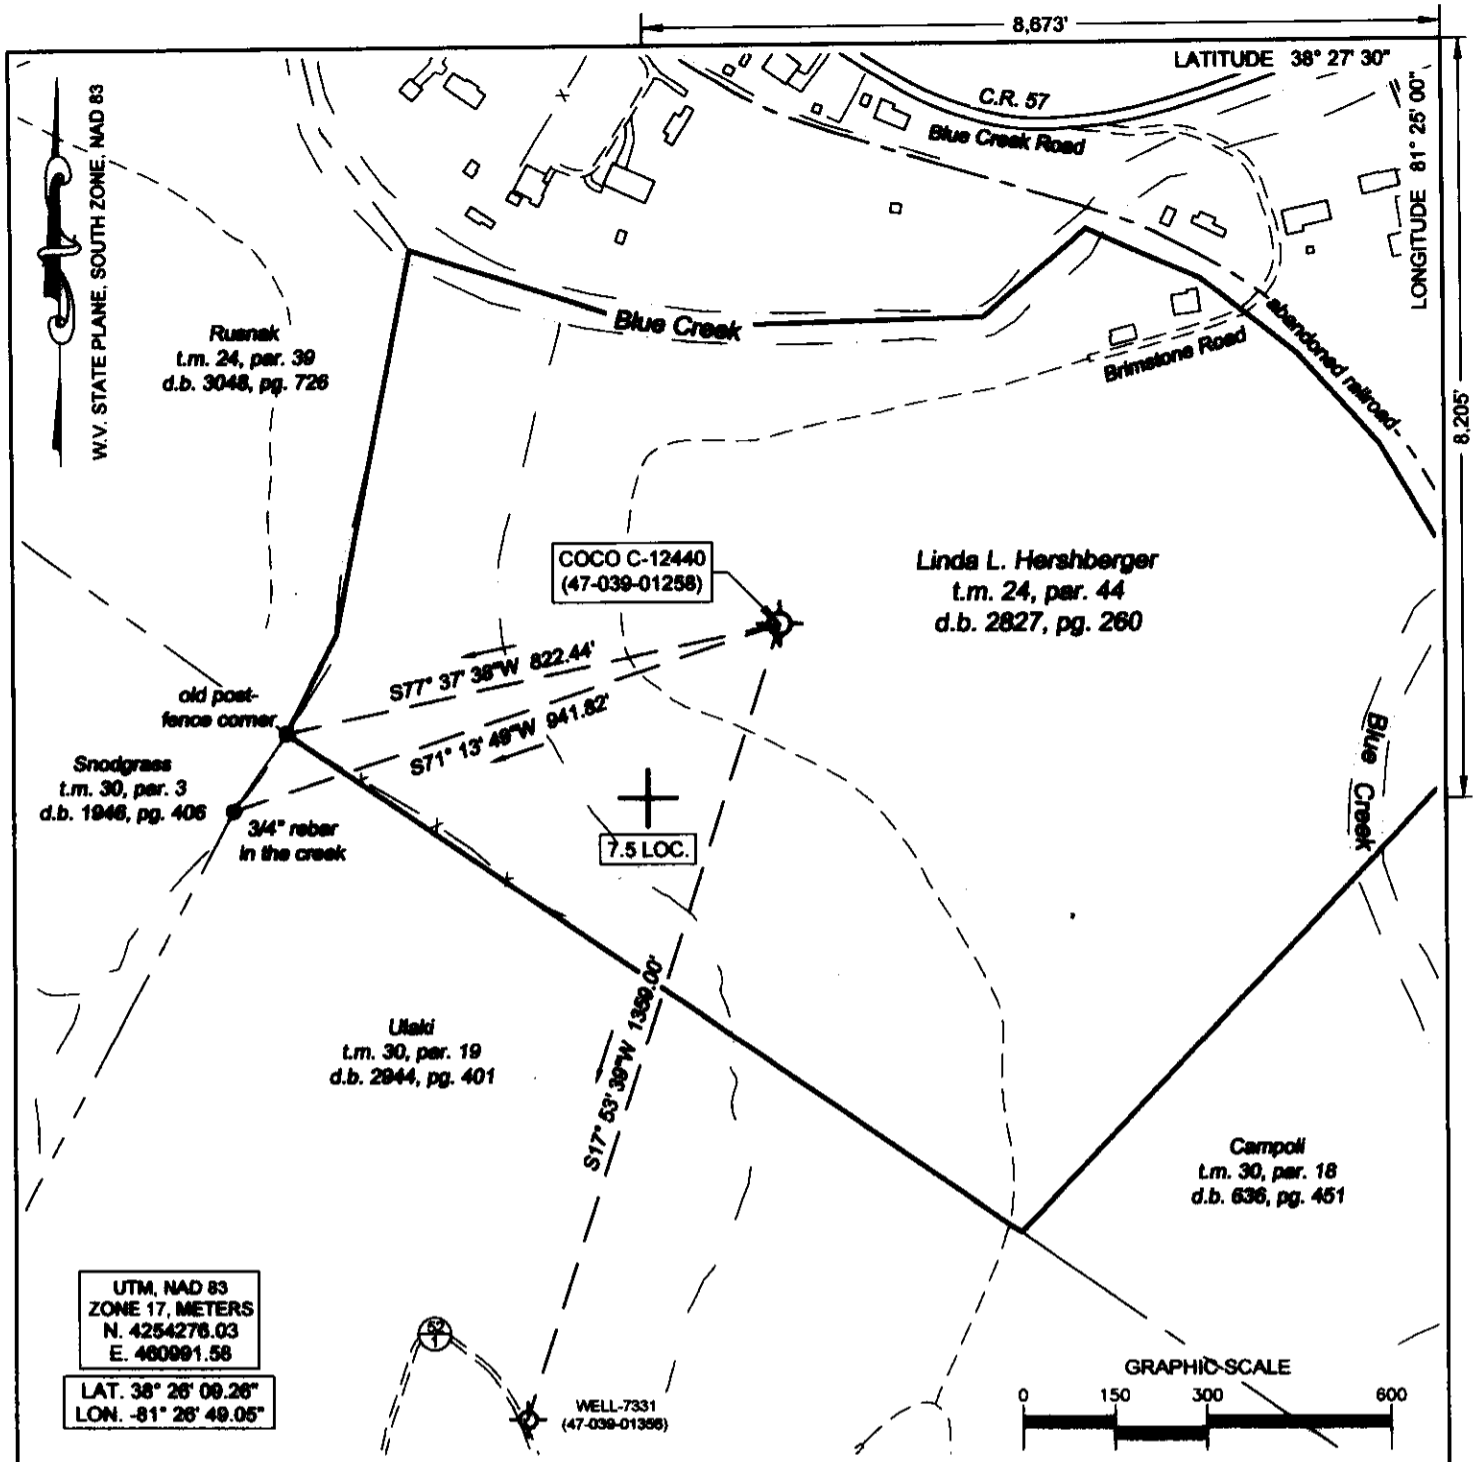 8,673'
LATITUDE 38° 27' 30"
C.R. 57
Blue Creek Road
LONGITUDE 81° 25' 00"
8,205'
W.V. STATE PLANE, SOUTH ZONE, NAD 83
Rusnak
t.m. 24, par. 39
d.b. 3048, pg. 726
Blue Creek
Brimstone Road
abandoned railroad
COCO C-12440
(47-039-01258)
Linda L. Hershberger
t.m. 24, par. 44
d.b. 2827, pg. 260
S77° 37' 38"W 822.44'
S71° 13' 49"W 941.82'
old post-
fence corner
Snodgrass
t.m. 30, par. 3
d.b. 1946, pg. 406
3/4" rebar
in the creek
7.5 LOC.
Blue Creek
S17° 53' 39"W 1359.00'
Ulaki
t.m. 30, par. 19
d.b. 2944, pg. 401
Campoli
t.m. 30, par. 18
d.b. 636, pg. 451
UTM, NAD 83
ZONE 17, METERS
N. 4254276.03
E. 460991.58
LAT. 38° 26' 09.26"
LON. -81° 26' 49.05"
52
1
WELL-7331
(47-039-01356)
GRAPHIC SCALE
0 150 300 600